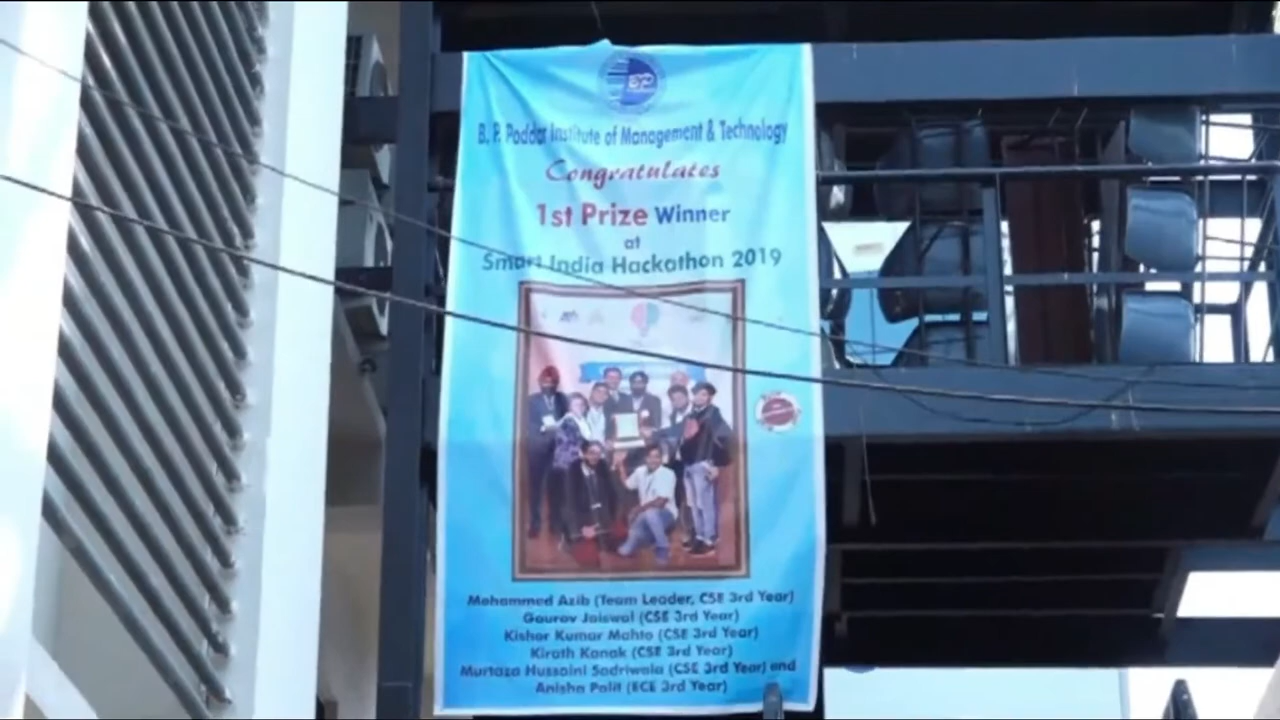 BP
B. P. Poddar Institute of Management & Technology
Congratulates
1st Prize Winner
at
Smart India Hackathon 2019
Mohammed Azib (Team Leader, CSE 3rd Year)
Gaurav Jaiswal (CSE 3rd Year)
Kishor Kumar Mahto (CSE 3rd Year)
Kirath Kanak (CSE 3rd Year)
Murtaza Hussaini Sadriwala (CSE 3rd Year) and
Anisha Palit (ECE 3rd Year)